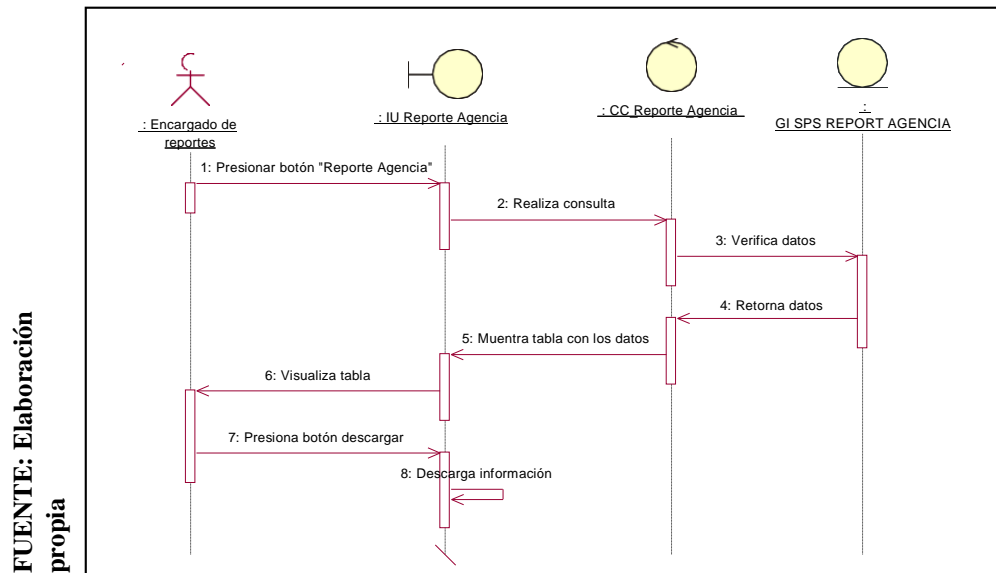 : Encargado de
reportes
: IU Reporte Agencia
: CC_Reporte Agencia
:
GI SPS REPORT AGENCIA
1: Presionar botón "Reporte Agencia"
2: Realiza consulta
3: Verifica datos
4: Retorna datos
5: Muentra tabla con los datos
6: Visualiza tabla
7: Presiona botón descargar
8: Descarga información
FUENTE: Elaboración
propia